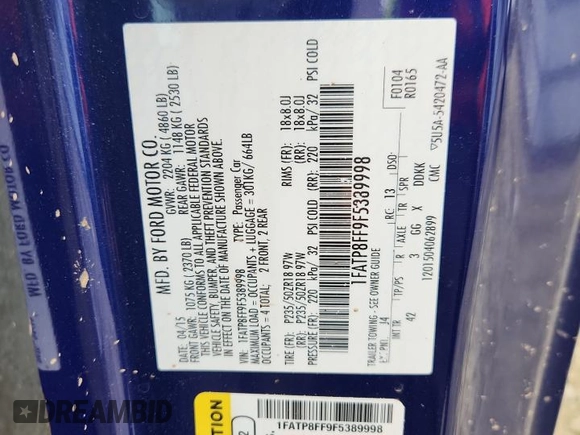 MFD. BY FORD MOTOR CO.
DATE: 04/15 GVWR: 2204 KG ( 4860 LB)
FRONT GAWR: 1075 KG ( 2370 LB) REAR GAWR: 1148 KG ( 2530 LB)
THIS VEHICLE CONFORMS TO ALL APPLICABLE FEDERAL MOTOR
VEHICLE SAFETY, BUMPER, AND THEFT PREVENTION STANDARDS
IN EFFECT ON THE DATE OF MANUFACTURE SHOWN ABOVE.
VIN: 1FATP8FF9F5389998 TYPE: Passenger Car
MAXIMUM LOAD = OCCUPANTS + LUGGAGE = 301KG/ 664LB
OCCUPANTS = 4 TOTAL; 2 FRONT, 2 REAR
TIRE (FR): P235/50ZR18 97W RIMS (FR): 18x8.0J
(RR): P235/50ZR18 97W (RR): 18x8.0J
PRESSURE (FR): 220 kPa/ 32 PSI COLD (RR): 220 kPa/ 32 PSI COLD
1FATP8FF9F5389998
TRAILER TOWING - SEE OWNER GUIDE F0104
EXT PNT: J4 RC: 13 DSO: R0165
INT TR TP/PS R AXLE TR SPR
42 3 GG X DDKK
1201504062899 CMC 5U5A-5420472-AA
1FATP8FF9F5389998
DREAMBID